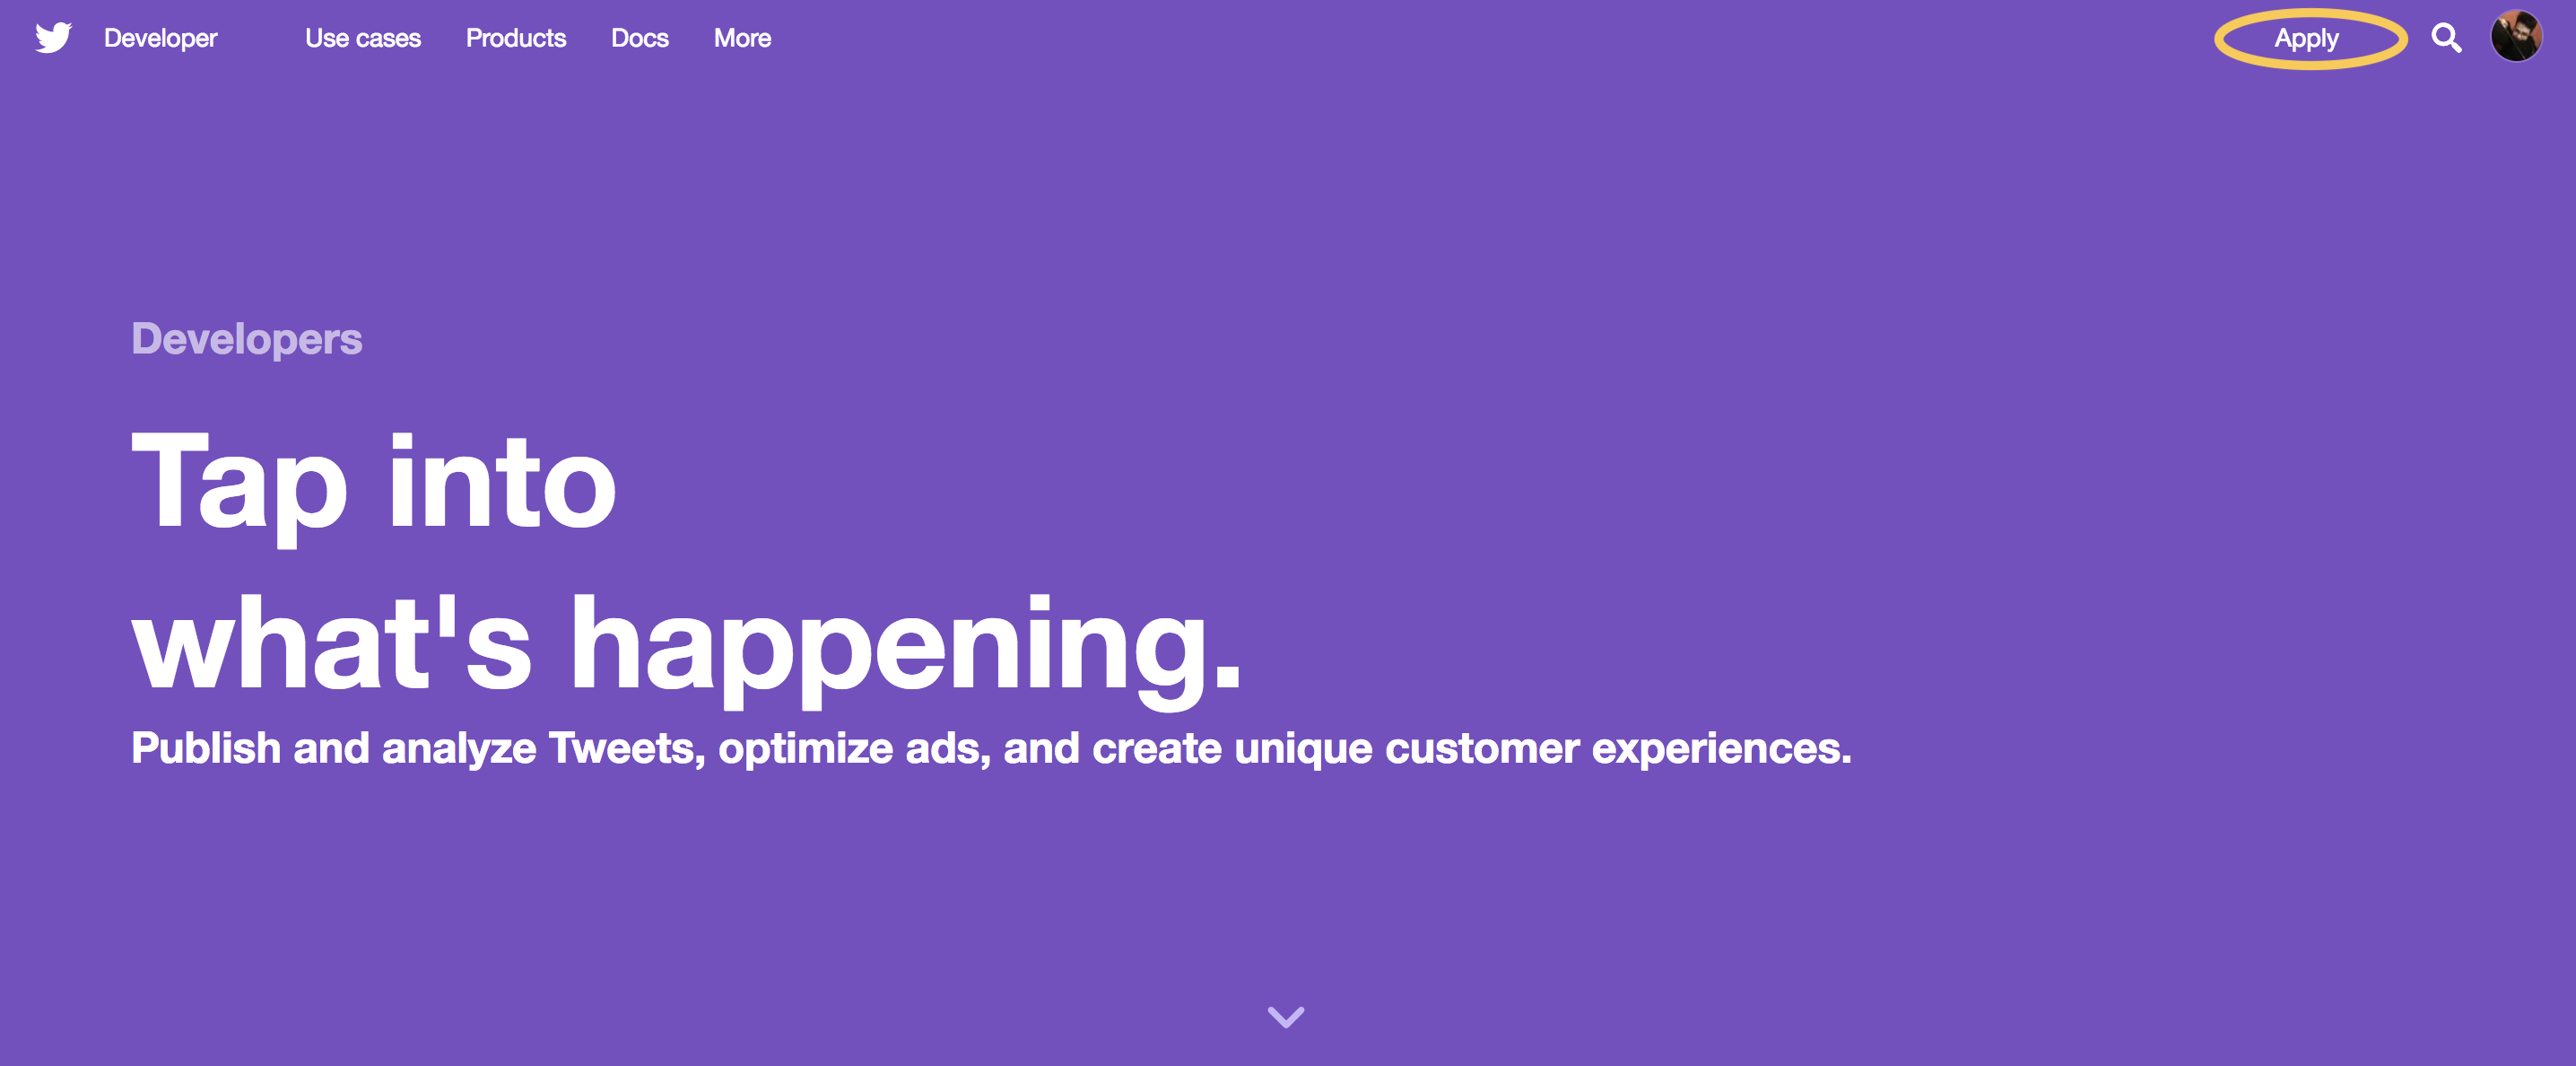 Developer Use cases Products Docs More Apply
Developers
Tap into
what's happening.
Publish and analyze Tweets, optimize ads, and create unique customer experiences.